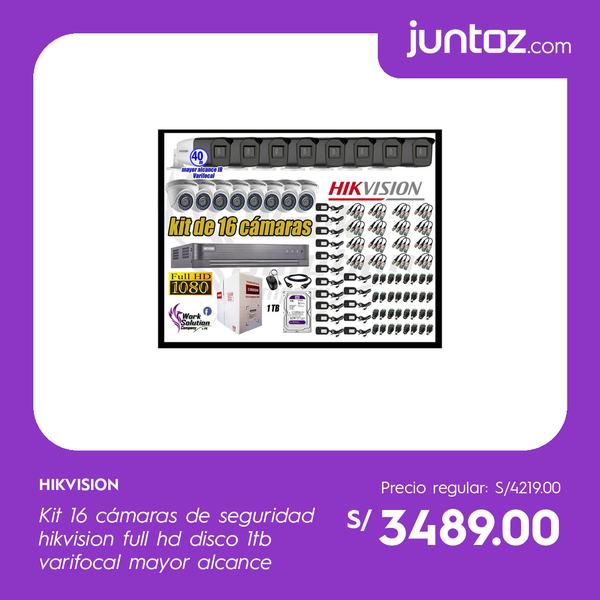 juntoz.com
40 m
mayor alcance IR
Varifocal
HIKVISION
kit de 16 cámaras
Full HD
1080
1 TB
Work
Solution
Company
HIKVISION
Kit 16 cámaras de seguridad
hikvision full hd disco 1tb
varifocal mayor alcance
Precio regular: S/4219.00
S/ 3489.00